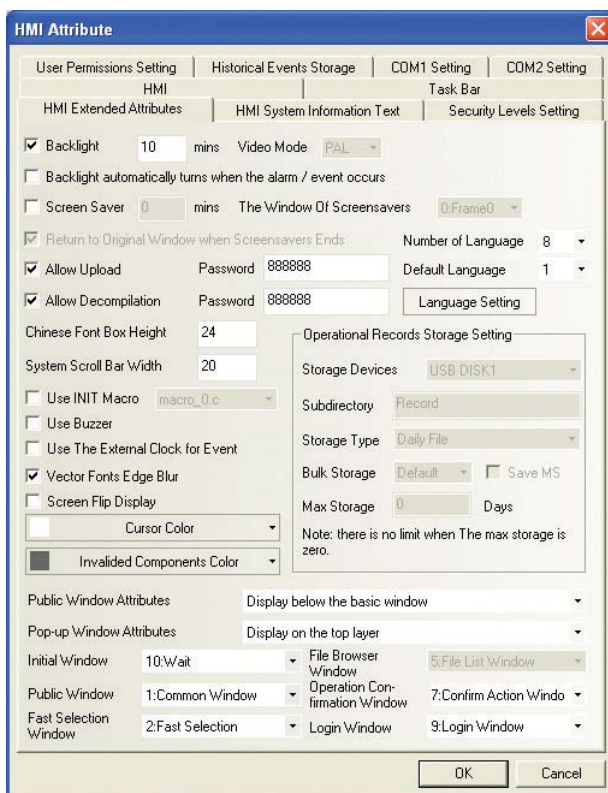 HMI Attribute
User Permissions Setting Historical Events Storage COM1 Setting COM2 Setting
HMI Task Bar
HMI Extended Attributes HMI System Information Text Security Levels Setting
Backlight 10 mins Video Mode PAL
Backlight automatically turns when the alarm / event occurs
Screen Saver 0 mins The Window Of Screensavers 0:Frame0
Return to Original Window when Screensavers Ends Number of Language 8
Allow Upload Password 888888 Default Language 1
Allow Decompilation Password 888888 Language Setting
Chinese Font Box Height 24
System Scroll Bar Width 20
Use INIT Macro macro_0.c
Use Buzzer
Use The External Clock for Event
Vector Fonts Edge Blur
Screen Flip Display
Cursor Color
Invalided Components Color
Operational Records Storage Setting
Storage Devices USB DISK1
Subdirectory Record
Storage Type Daily File
Bulk Storage Default Save MS
Max Storage 0 Days
Note: there is no limit when The max storage is
zero.
Public Window Attributes Display below the basic window
Pop-up Window Attributes Display on the top layer
Initial Window 10:Wait File Browser
Window 5:File List Window
Public Window 1:Common Window Operation Con-
firmation Window 7:Confirm Action Windo
Fast Selection
Window 2:Fast Selection Login Window 9:Login Window
OK Cancel